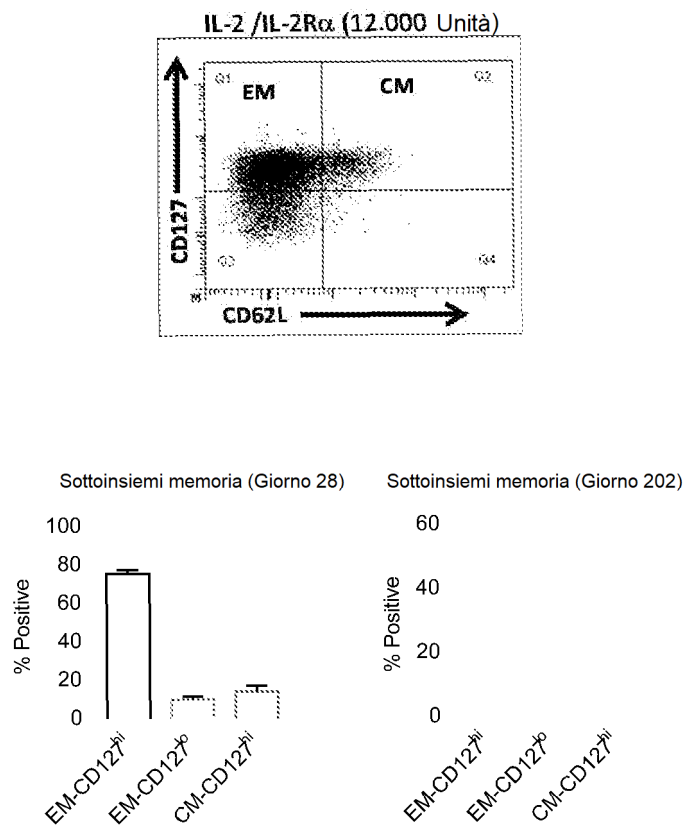 IL-2 /IL-2Rα (12.000 Unità)
Q1
EM
CM
Q2
CD127
Q3
Q4
CD62L
Sottoinsiemi memoria (Giorno 28)
Sottoinsiemi memoria (Giorno 202)
% Positive
100
80
60
40
20
0
EM-CD127hi
EM-CD127lo
CM-CD127hi
% Positive
60
40
20
0
EM-CD127hi
EM-CD127lo
CM-CD127hi